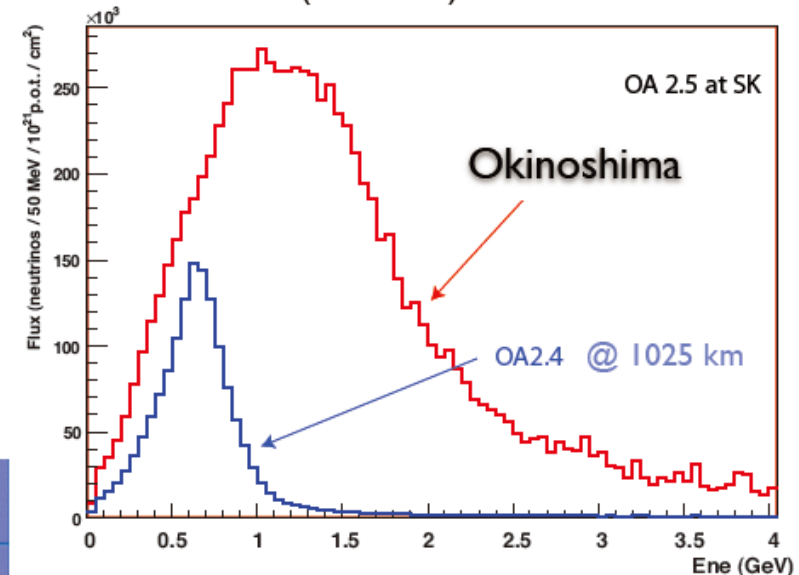 ×10³
Flux (neutrinos / 50 MeV / 10²¹p.o.t. / cm²)
250
200
150
100
50
0
OA 2.5 at SK
Okinoshima
OA2.4 @ 1025 km
0 0.5 1 1.5 2 2.5 3 3.5 4
Ene (GeV)